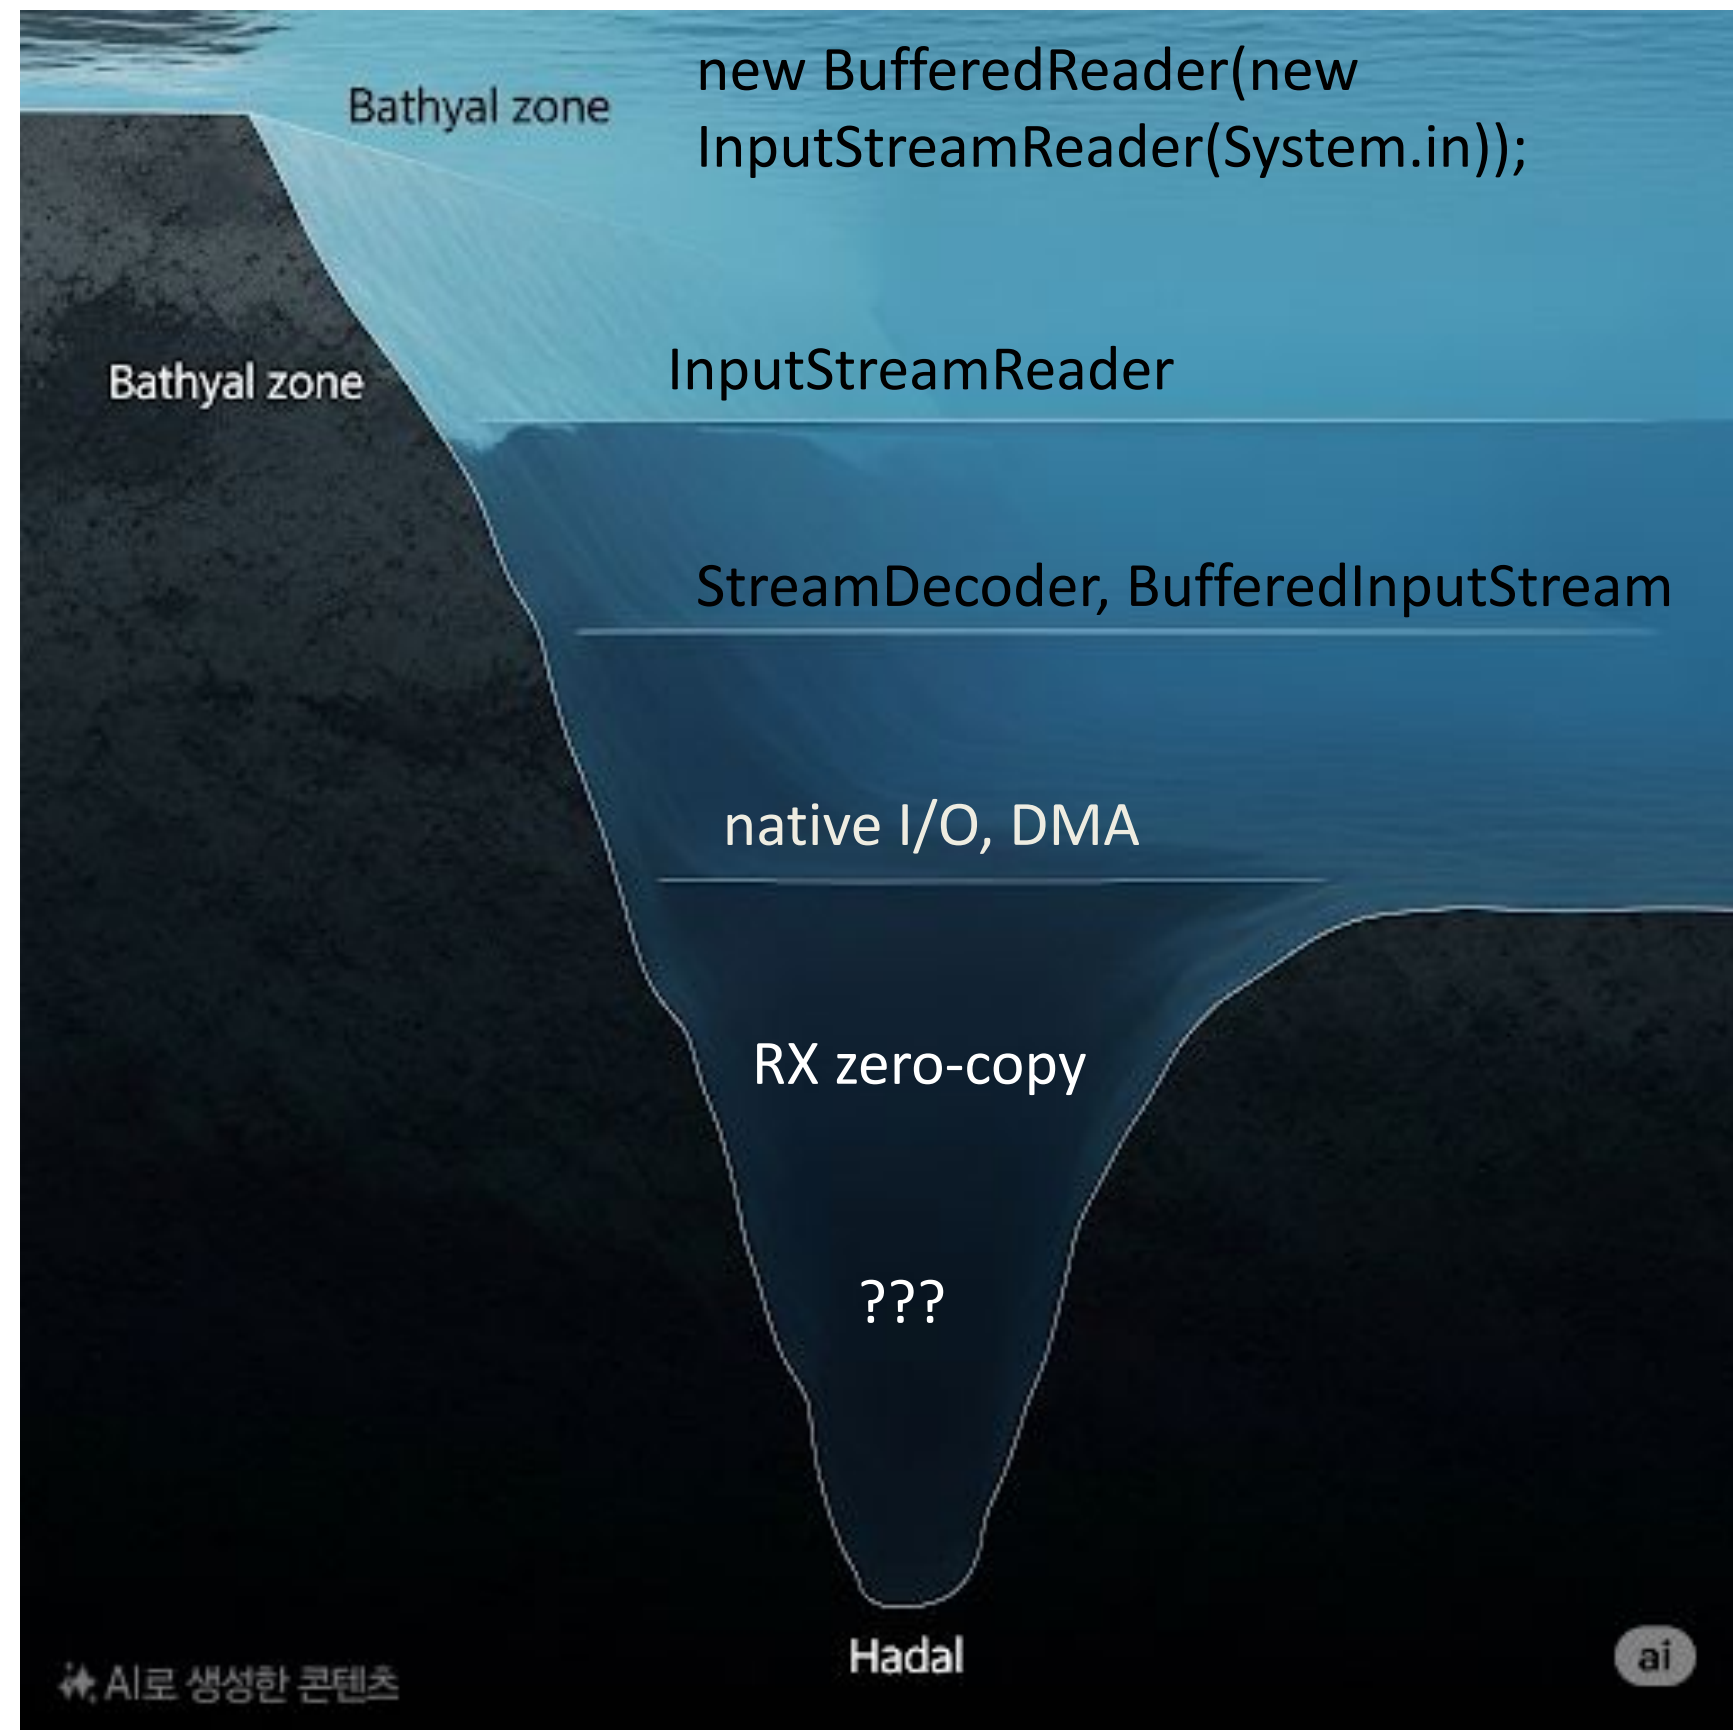 Bathyal zone
new BufferedReader(new
InputStreamReader(System.in));
Bathyal zone
InputStreamReader
StreamDecoder, BufferedInputStream
native I/O, DMA
RX zero-copy
???
Hadal
AI로 생성한 콘텐츠
ai